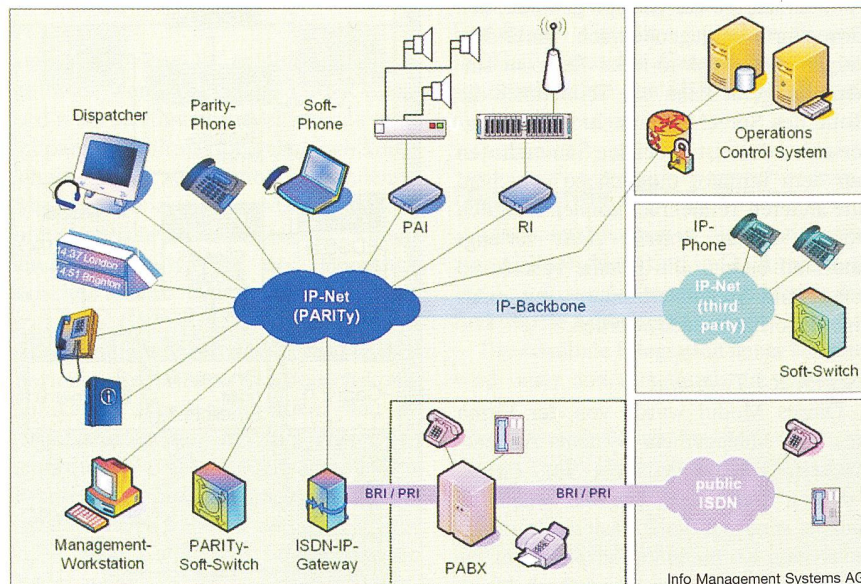 Dispatcher
Parity-
Phone
Soft-
Phone
PAI
RI
Operations
Control System
14:37 London
14:51 Brighton
IP-Net
(PARITy)
IP-Backbone
IP-
Phone
IP-Net
(third
party)
Soft-Switch
i
Management-
Workstation
PARITy-
Soft-Switch
ISDN-IP-
Gateway
BRI / PRI
PABX
BRI / PRI
public
ISDN
Info Management Systems AG